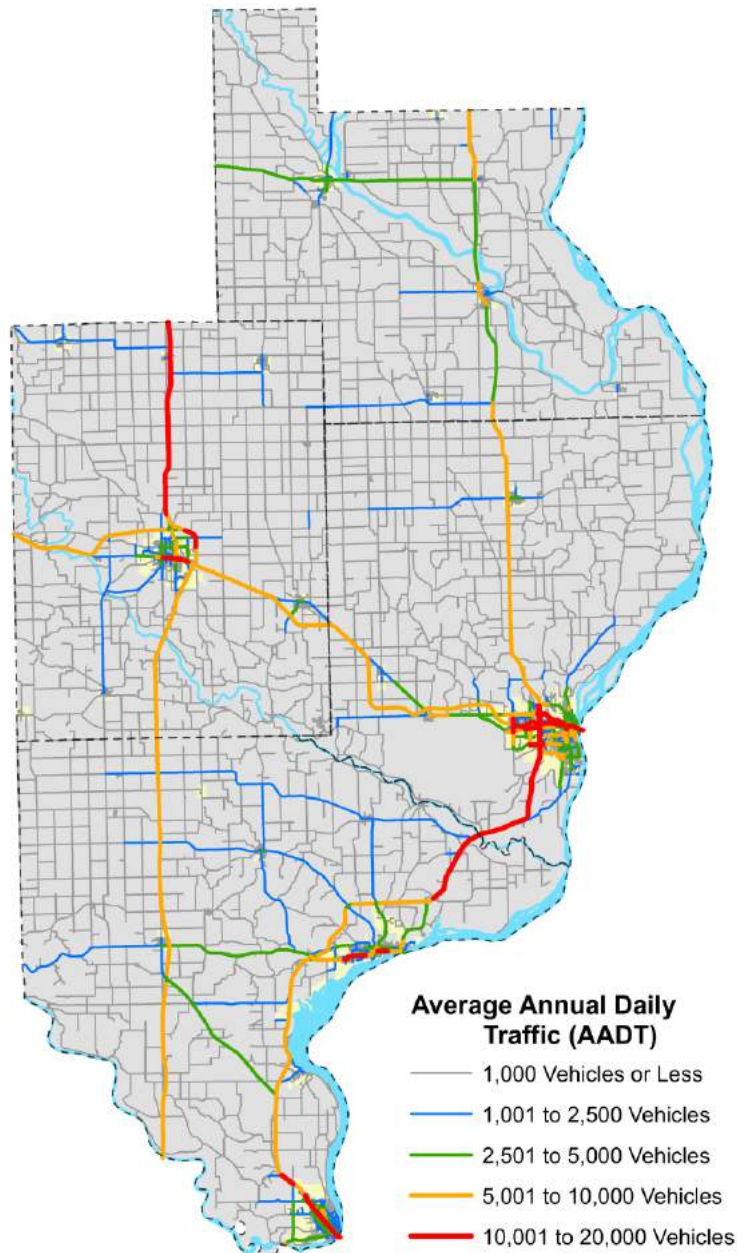 Average Annual Daily
Traffic (AADT)
1,000 Vehicles or Less
1,001 to 2,500 Vehicles
2,501 to 5,000 Vehicles
5,001 to 10,000 Vehicles
10,001 to 20,000 Vehicles